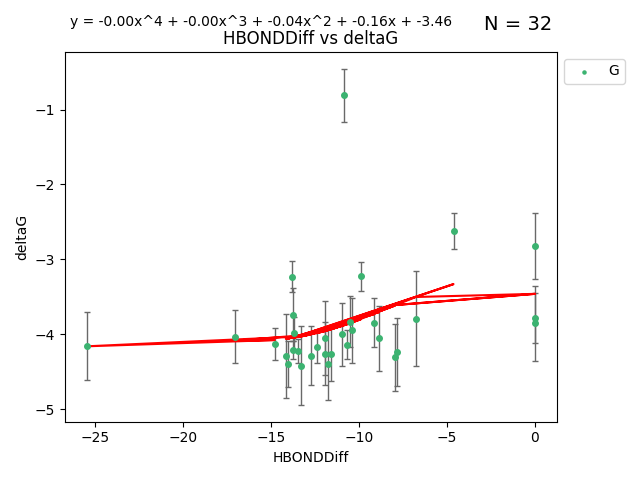 y = -0.00x^4 + -0.00x^3 + -0.04x^2 + -0.16x + -3.46
N = 32
HBONDDiff vs deltaG
G
−1
−2
−3
−4
−5
deltaG
−25
−20
−15
−10
−5
0
HBONDDiff